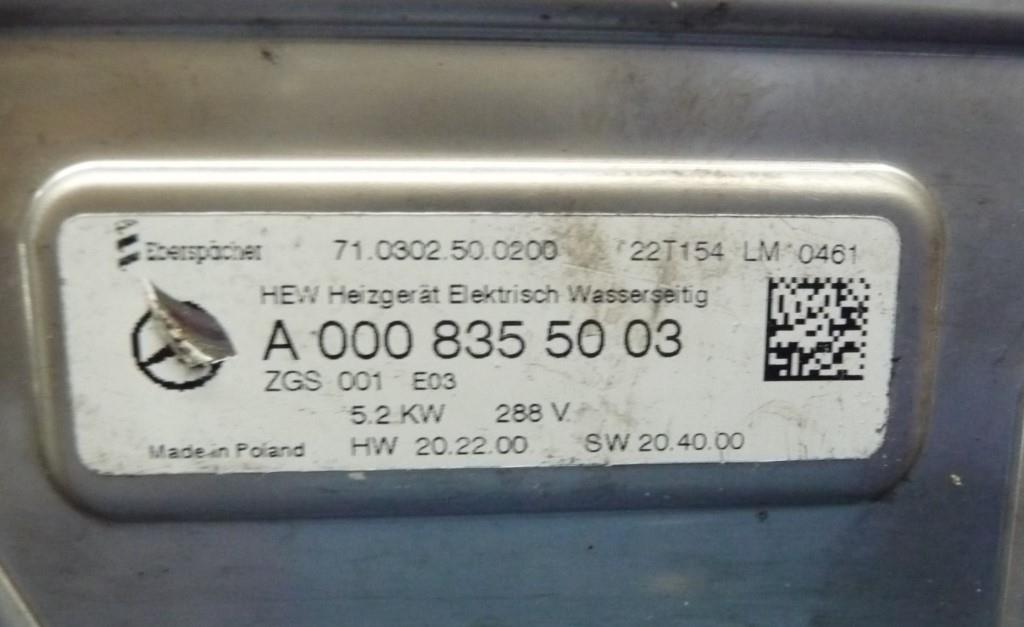 Eberspächer 71.0302.50.0200 22T154 LM 0461
HEW Heizgerät Elektrisch Wasserseitig
A 000 835 50 03
ZGS 001 E03
5.2 KW 288 V
Made in Poland HW 20.22.00 SW 20.40.00